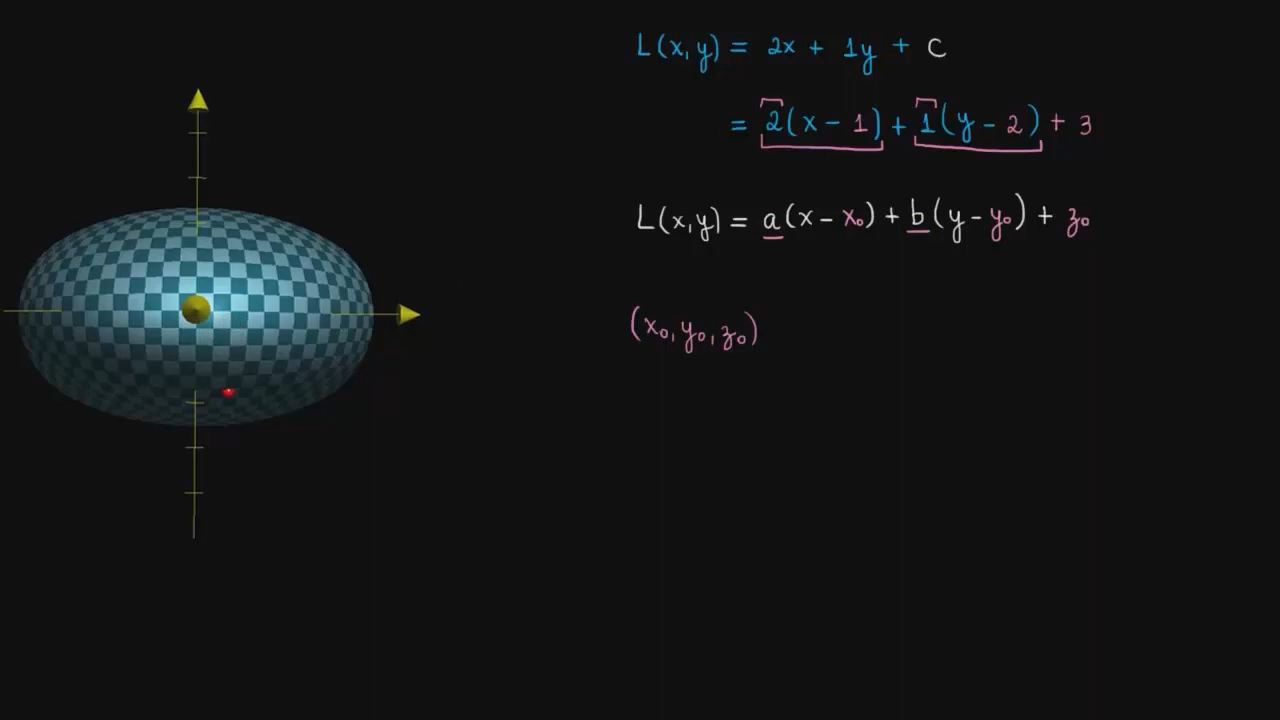 L(x,y) = 2x + 1y + C
= 2(x - 1) + 1(y - 2) + 3
L(x,y) = a(x - x₀) + b(y - y₀) + z₀
(x₀, y₀, z₀)